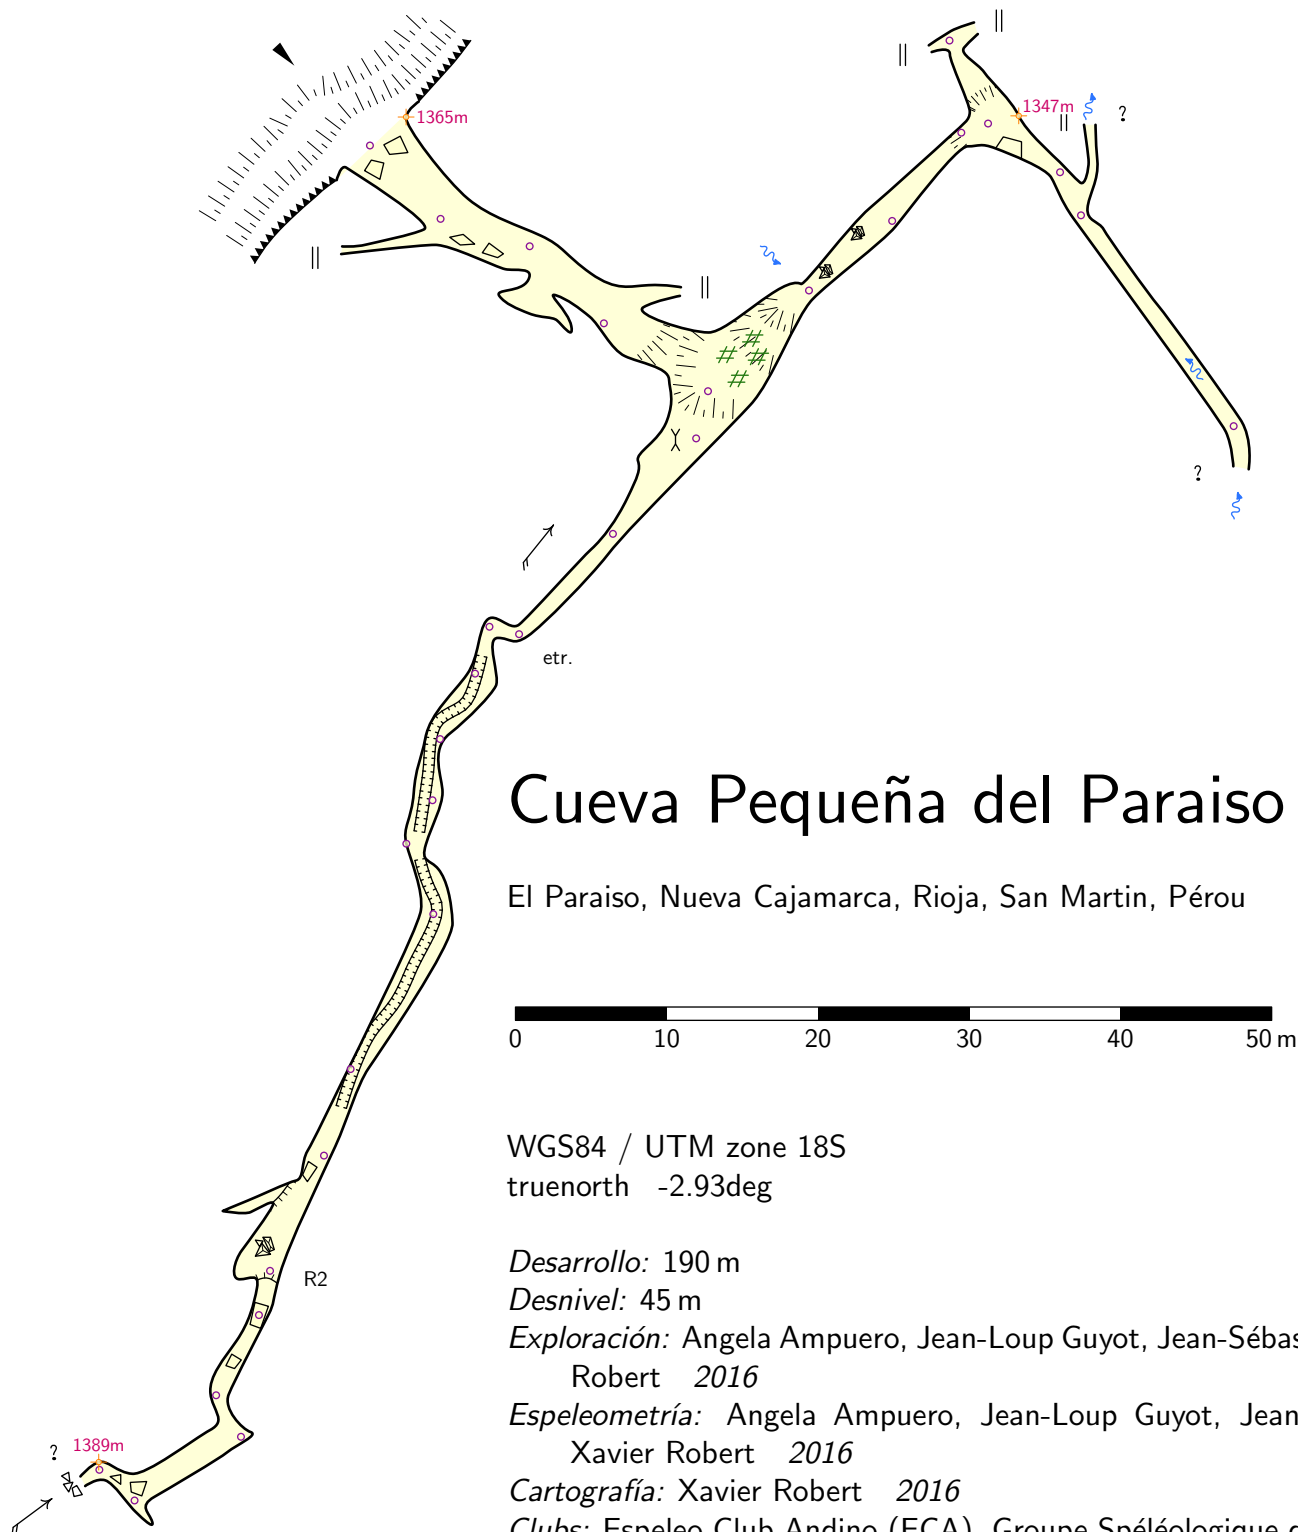 1365m
1347m
?
?
etr.
Cueva Pequeña del Paraiso
El Paraiso, Nueva Cajamarca, Rioja, San Martin, Pérou
0 10 20 30 40 50 m
WGS84 / UTM zone 18S
truenorth -2.93deg
Desarrollo: 190 m
R2
Desnivel: 45 m
Exploración: Angela Ampuero, Jean-Loup Guyot, Jean-Sébas
Robert 2016
Espeleometría: Angela Ampuero, Jean-Loup Guyot, Jean
Xavier Robert 2016
? 1389m
Cartografía: Xavier Robert 2016
Clubs: Espeleo Club Andino (ECA), Groupe Spéléologique